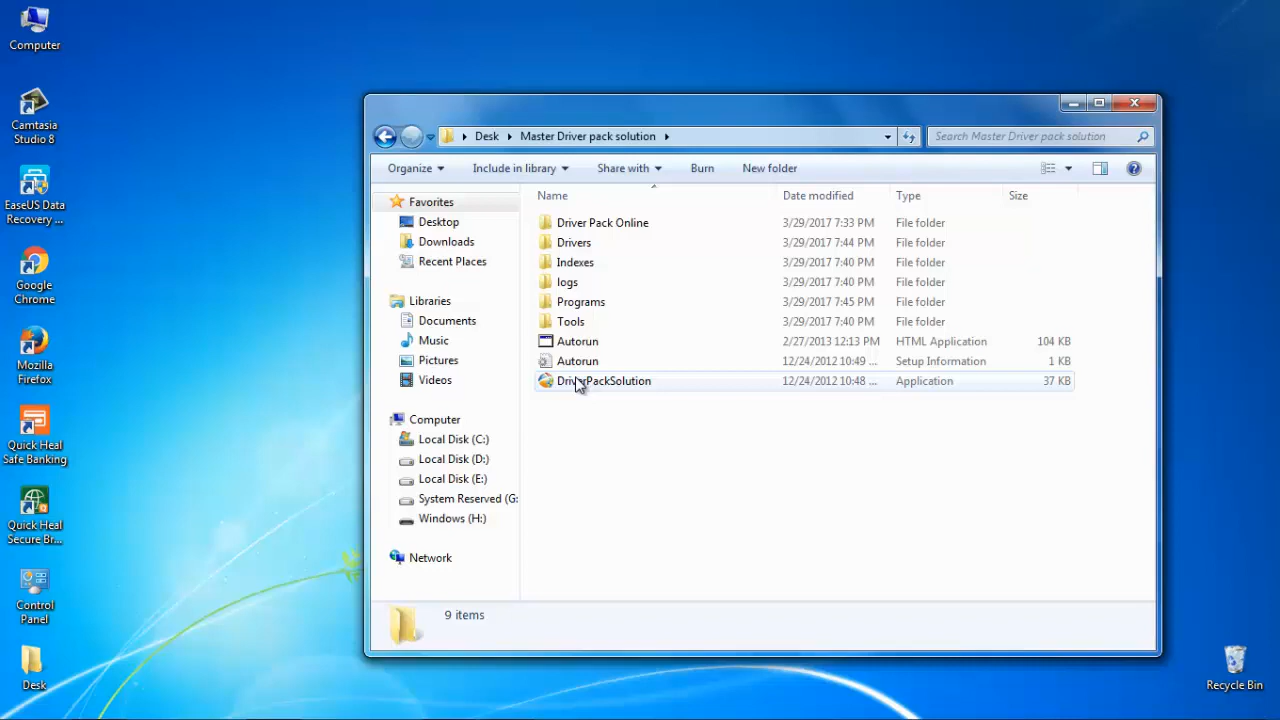 Computer
Camtasia
Studio 8
EaseUS Data
Recovery ...
Google
Chrome
Mozilla
Firefox
Quick Heal
Safe Banking
Quick Heal
Secure Br...
Control
Panel
Desk
Desk Master Driver pack solution
Search Master Driver pack solution
Organize Include in library Share with Burn New folder
Favorites
Desktop
Downloads
Recent Places
Libraries
Documents
Music
Pictures
Videos
Computer
Local Disk (C:)
Local Disk (D:)
Local Disk (E:)
System Reserved (G:
Windows (H:)
Network
Name Date modified Type Size
Driver Pack Online 3/29/2017 7:33 PM File folder
Drivers 3/29/2017 7:44 PM File folder
Indexes 3/29/2017 7:40 PM File folder
logs 3/29/2017 7:40 PM File folder
Programs 3/29/2017 7:45 PM File folder
Tools 3/29/2017 7:40 PM File folder
Autorun 2/27/2013 12:13 PM HTML Application 104 KB
Autorun 12/24/2012 10:49 ... Setup Information 1 KB
DriverPackSolution 12/24/2012 10:48 ... Application 37 KB
9 items
Recycle Bin